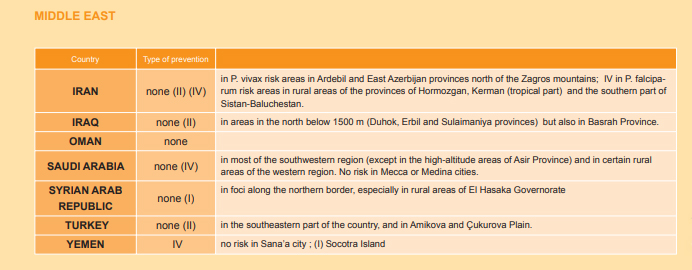 MIDDLE EAST
Country Type of prevention
IRAN none (II) (IV) in P. vivax risk areas in Ardebil and East Azerbijan provinces north of the Zagros mountains; IV in P. falcipa-
rum risk areas in rural areas of the provinces of Hormozgan, Kerman (tropical part) and the southern part of
Sistan-Baluchestan.
IRAQ none (II) in areas in the north below 1500 m (Duhok, Erbil and Sulaimaniya provinces) but also in Basrah Province.
OMAN none
SAUDI ARABIA none (IV) in most of the southwestern region (except in the high-altitude areas of Asir Province) and in certain rural
areas of the western region. No risk in Mecca or Medina cities.
SYRIAN ARAB
REPUBLIC none (I) in foci along the northern border, especially in rural areas of El Hasaka Governorate
TURKEY none (II) in the southeastern part of the country, and in Amikova and Çukurova Plain.
YEMEN IV no risk in Sana'a city ; (I) Socotra Island